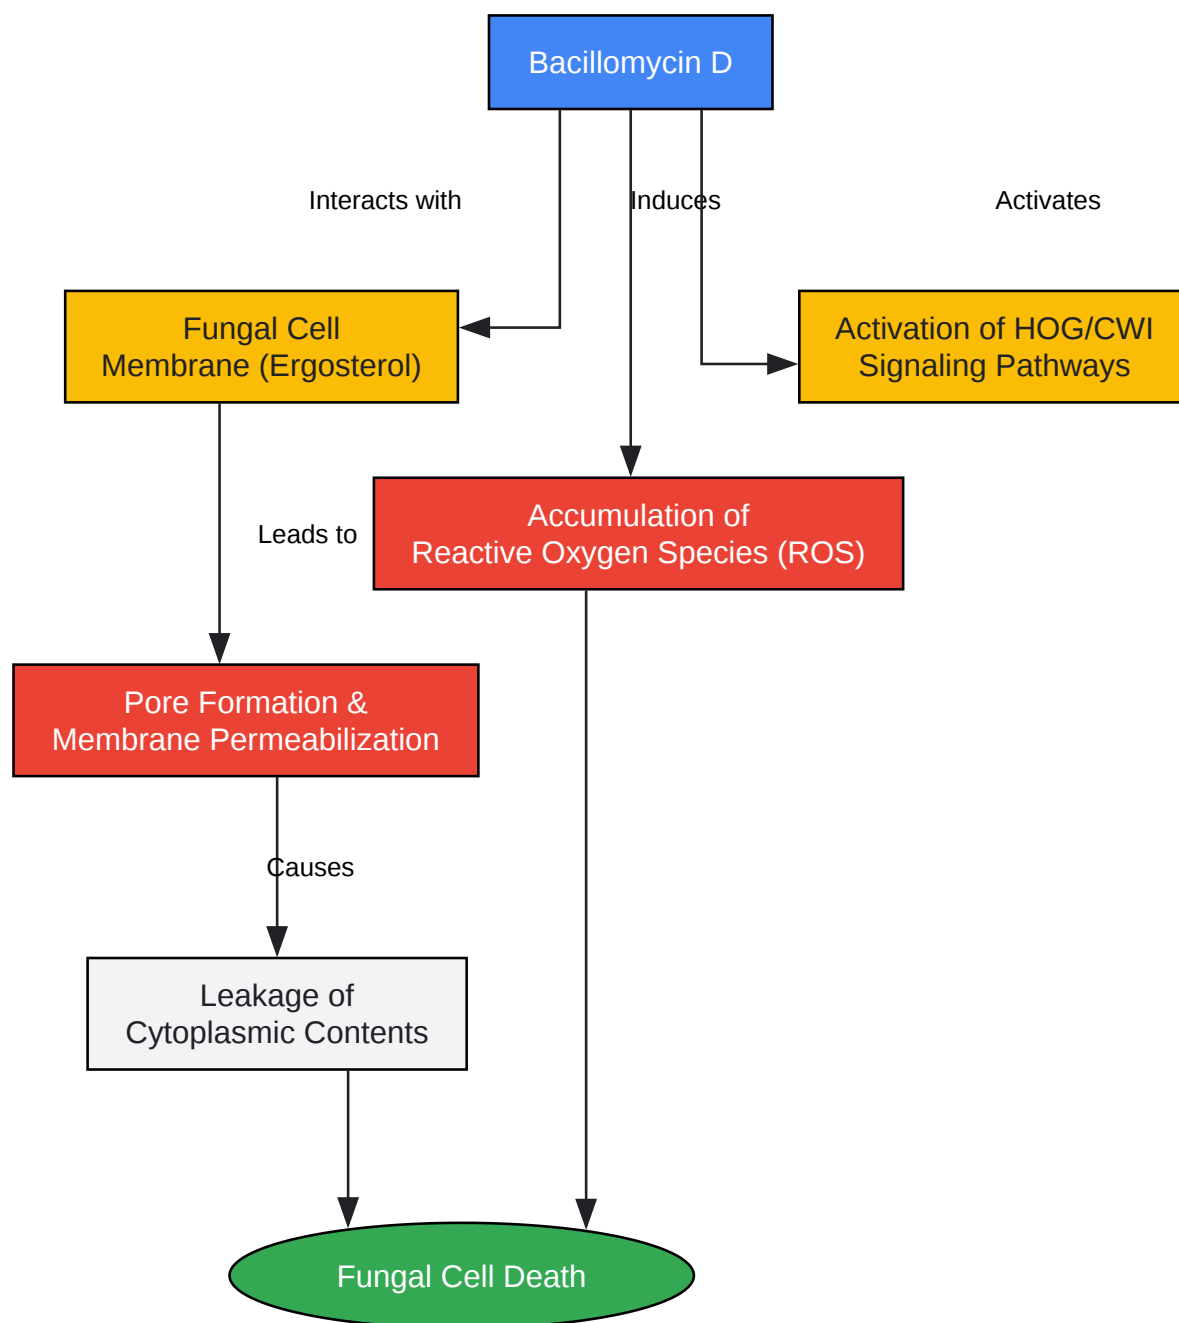 Bacillomycin D
Interacts with
Induces
Activates
Fungal Cell
Membrane (Ergosterol)
Activation of HOG/CWI
Signaling Pathways
Accumulation of
Reactive Oxygen Species (ROS)
Leads to
Pore Formation &
Membrane Permeabilization
Causes
Leakage of
Cytoplasmic Contents
Fungal Cell Death